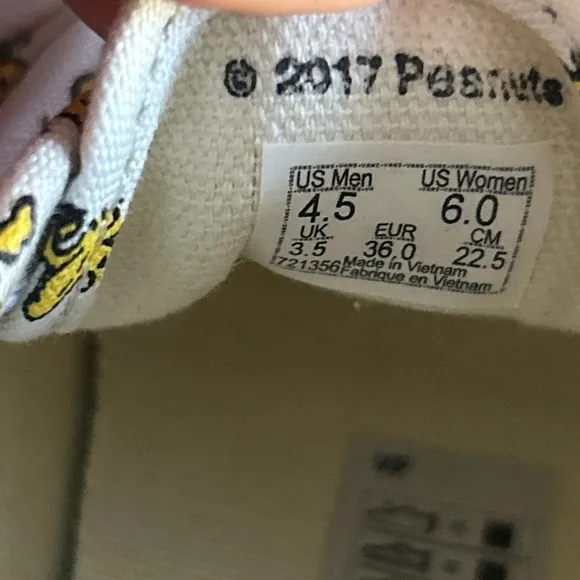 © 2017 Peanuts
US Men US Women
4.5 6.0
UK EUR CM
3.5 36.0 22.5
721356 Made in Vietnam
Fabrique en Vietnam